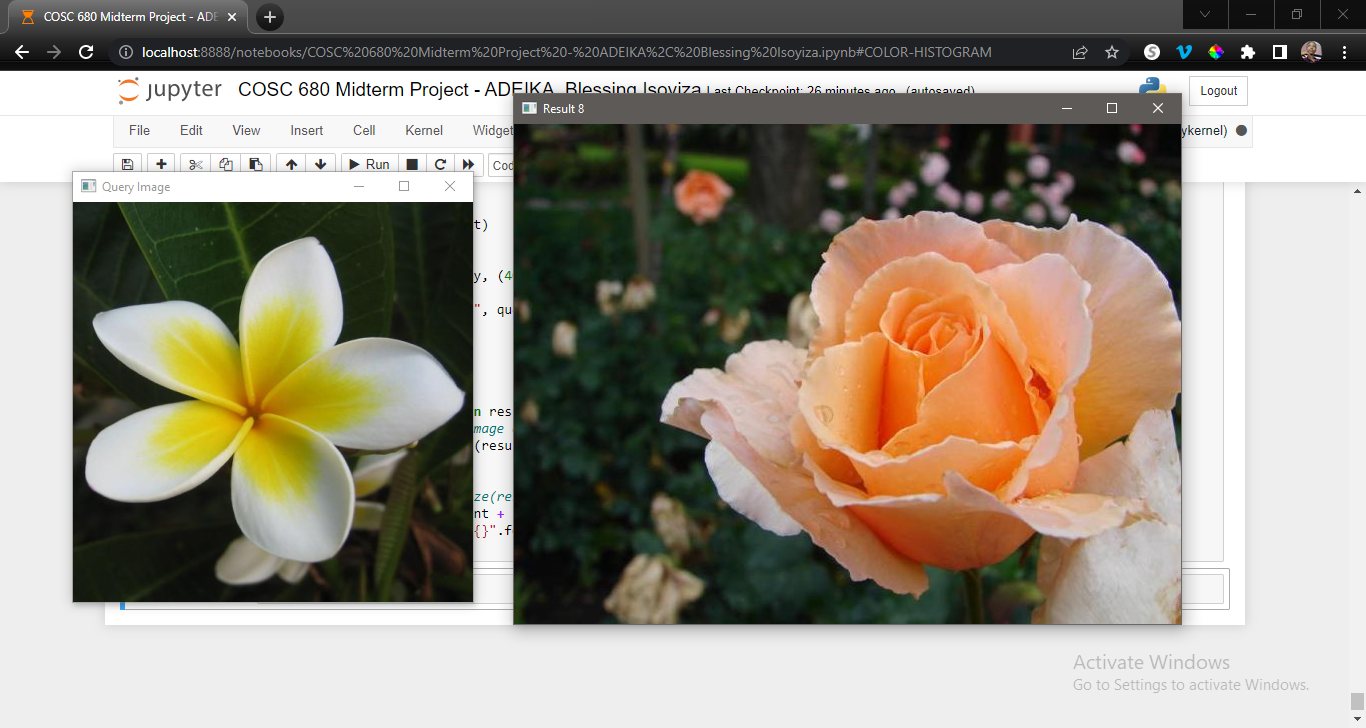 COSC 680 Midterm Project - ADE
localhost:8888/notebooks/COSC%20680%20Midterm%20Project%20-%20ADEIKA%2C%20Blessing%20Isoyiza.ipynb#COLOR-HISTOGRAM
jupyter COSC 680 Midterm Project - ADEIKA, Blessing Isoyiza Last Checkpoint: 26 minutes ago (autosaved)
Logout
Result 8
File Edit View Insert Cell Kernel Widget
ykernel)
Run
Query Image
t)
y, (4
", qu
n res
mage
(resu
ze(re
nt +
{}".f
Activate Windows
Go to Settings to activate Windows.